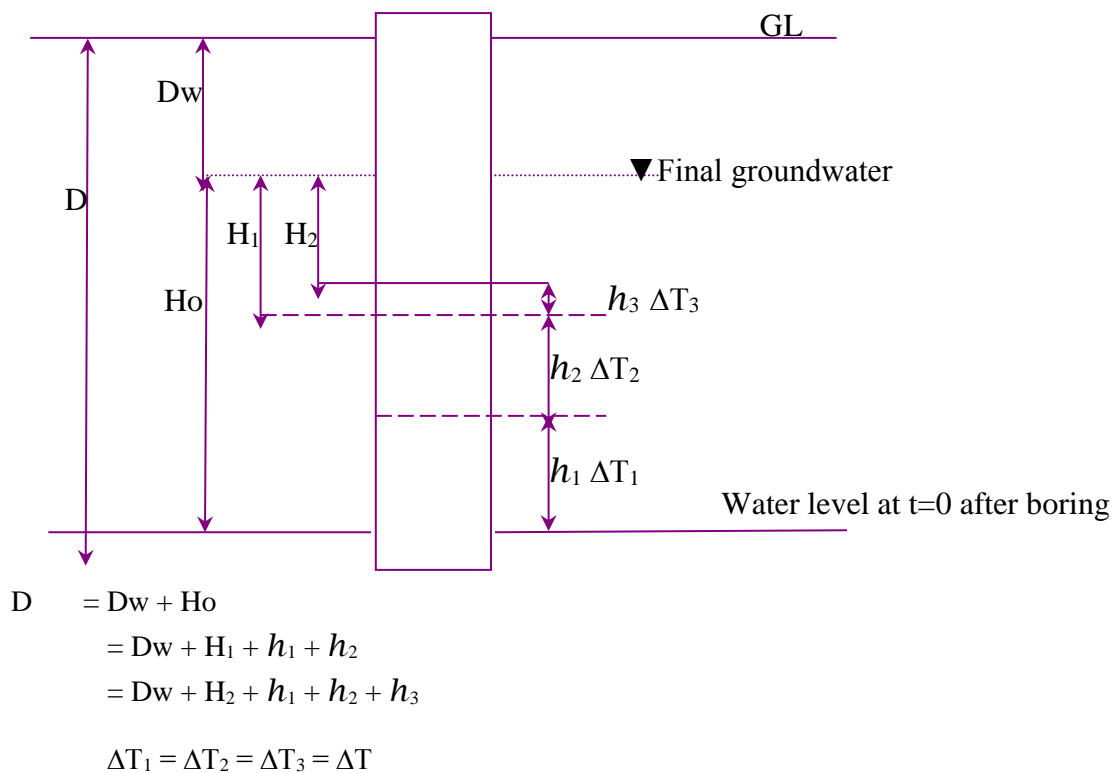 GL
Dw
▼Final groundwater
D
H₁
H₂
Ho
h₃ ΔT₃
h₂ ΔT₂
h₁ ΔT₁
Water level at t=0 after boring
D = Dw + Ho
= Dw + H₁ + h₁ + h₂
= Dw + H₂ + h₁ + h₂ + h₃
ΔT₁ = ΔT₂ = ΔT₃ = ΔT